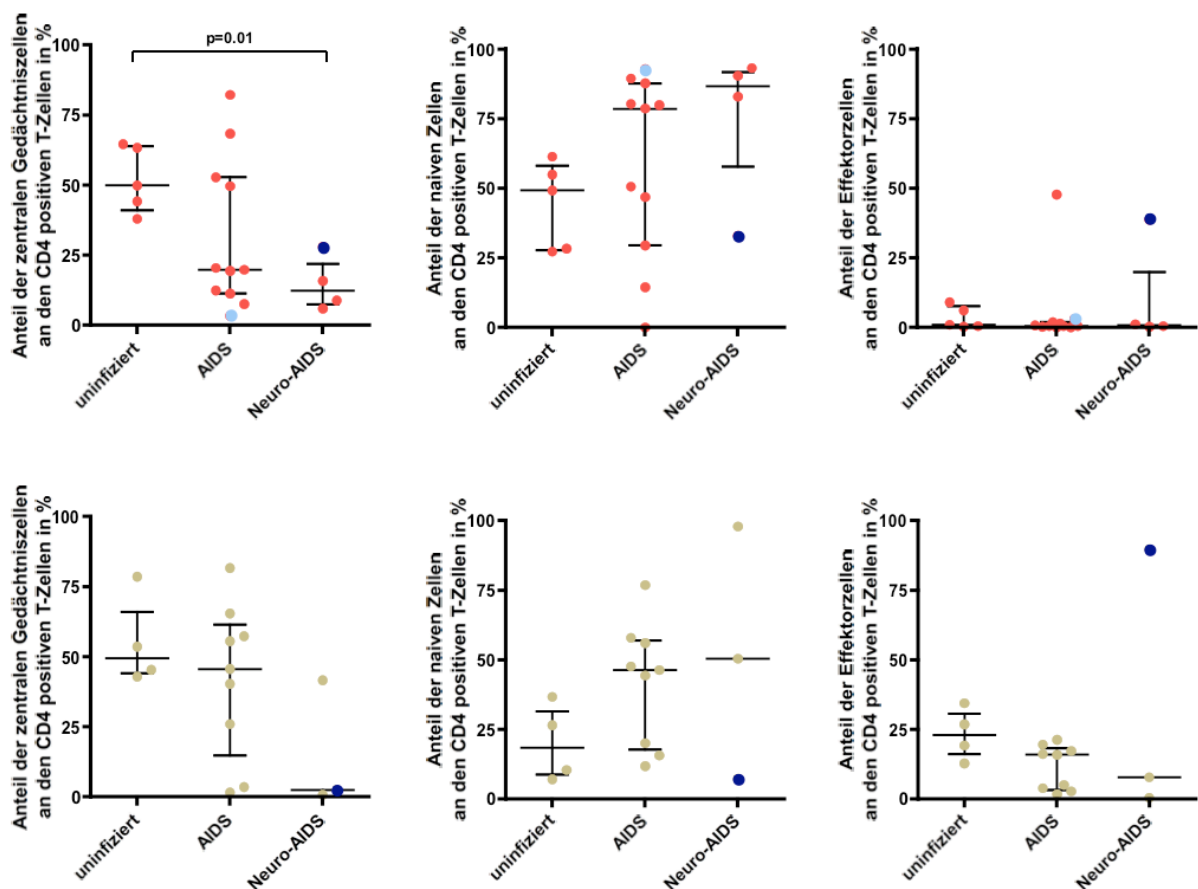 Anteil der zentralen Gedächtniszellen
an den CD4 positiven T-Zellen in %
100
75
50
25
0
p=0.01
uninfiziert
AIDS
Neuro-AIDS
Anteil der naiven Zellen
an den CD4 positiven T-Zellen in %
100
75
50
25
0
uninfiziert
AIDS
Neuro-AIDS
Anteil der Effektorzellen
an den CD4 positiven T-Zellen in %
100
75
50
25
0
uninfiziert
AIDS
Neuro-AIDS
Anteil der zentralen Gedächtniszellen
an den CD4 positiven T-Zellen in %
100
75
50
25
0
uninfiziert
AIDS
Neuro-AIDS
Anteil der naiven Zellen
an den CD4 positiven T-Zellen in %
100
75
50
25
0
uninfiziert
AIDS
Neuro-AIDS
Anteil der Effektorzellen
an den CD4 positiven T-Zellen in %
100
75
50
25
0
uninfiziert
AIDS
Neuro-AIDS